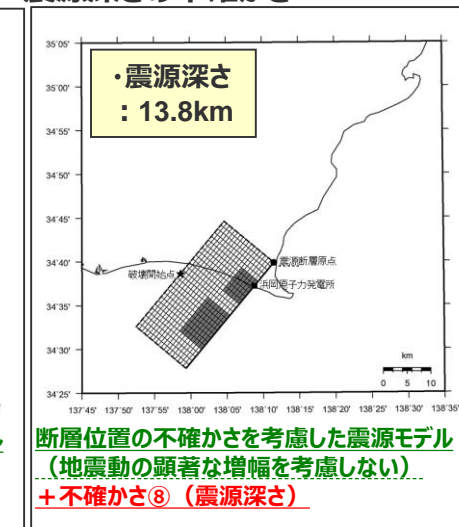 ・震源深さ
：13.8km
35˚05'
35˚00'
34˚55'
34˚50'
34˚45'
34˚40'
34˚35'
34˚30'
34˚25'
震源断層原点
破壊開始点
浜岡原子力発電所
km
0 5 10
137˚45' 137˚50' 137˚55' 138˚00' 138˚05' 138˚10' 138˚15' 138˚20' 138˚25' 138˚30' 138˚35'
断層位置の不確かさを考慮した震源モデル
（地震動の顕著な増幅を考慮しない）
＋不確かさ⑧（震源深さ）